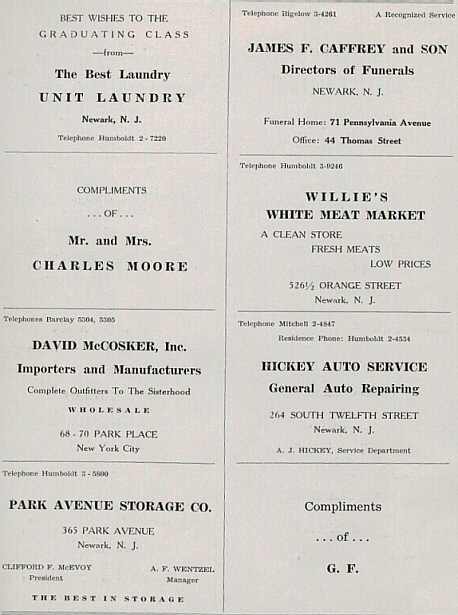 BEST WISHES TO THE
GRADUATING CLASS
—from—
The Best Laundry
UNIT LAUNDRY
Newark, N. J.
Telephone Humboldt 2 - 7220
COMPLIMENTS
. . . OF . . .
Mr. and Mrs.
CHARLES MOORE
Telephones Barclay 5304, 5305
DAVID McCOSKER, Inc.
Importers and Manufacturers
Complete Outfitters To The Sisterhood
WHOLESALE
68 - 70 PARK PLACE
New York City
Telephone Humboldt 3 - 5800
PARK AVENUE STORAGE CO.
365 PARK AVENUE
Newark, N. J.
CLIFFORD F. McEVOY A. F. WENTZEL
President Manager
THE BEST IN STORAGE
Telephone Bigelow 3-4261 A Recognized Service
JAMES F. CAFFREY and SON
Directors of Funerals
NEWARK, N. J.
Funeral Home: 71 Pennsylvania Avenue
Office: 44 Thomas Street
Telephone Humboldt 3-9246
WILLIE'S
WHITE MEAT MARKET
A CLEAN STORE
FRESH MEATS
LOW PRICES
526½ ORANGE STREET
Newark, N. J.
Telephone Mitchell 2-4847
Residence Phone: Humboldt 2-4534
HICKEY AUTO SERVICE
General Auto Repairing
264 SOUTH TWELFTH STREET
Newark, N. J.
A. J. HICKEY, Service Department
Compliments
. . . of . . .
G. F.